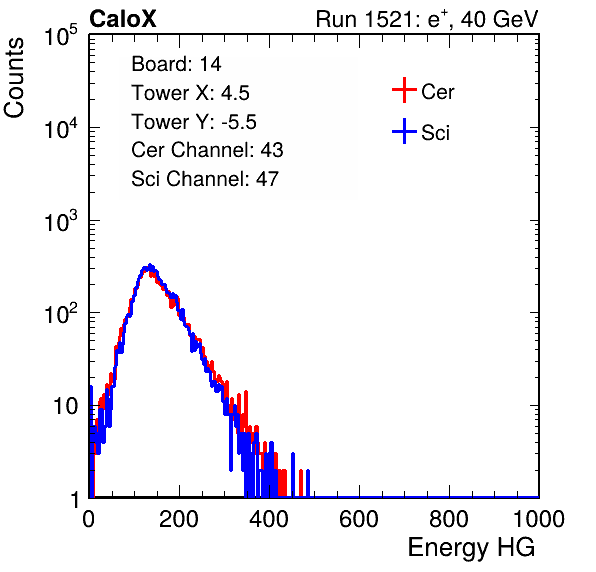 CaloX Run 1521: e⁺, 40 GeV
Counts
Board: 14
Tower X: 4.5
Tower Y: -5.5
Cer Channel: 43
Sci Channel: 47
Cer
Sci
10⁵
10⁴
10³
10²
10
1
0 200 400 600 800 1000
Energy HG